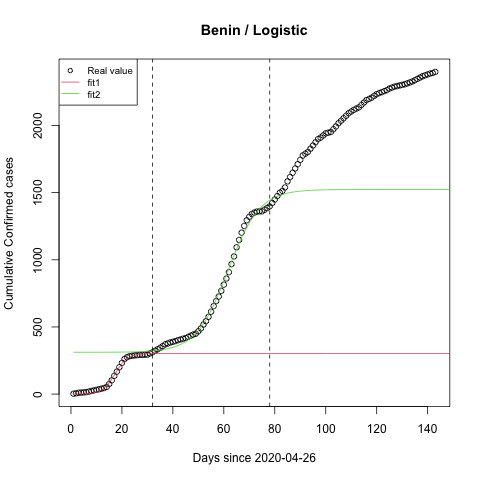 Benin / Logistic
Real value
fit1
fit2
Cumulative Confirmed cases
2000
1500
1000
500
0
0 20 40 60 80 100 120 140
Days since 2020-04-26